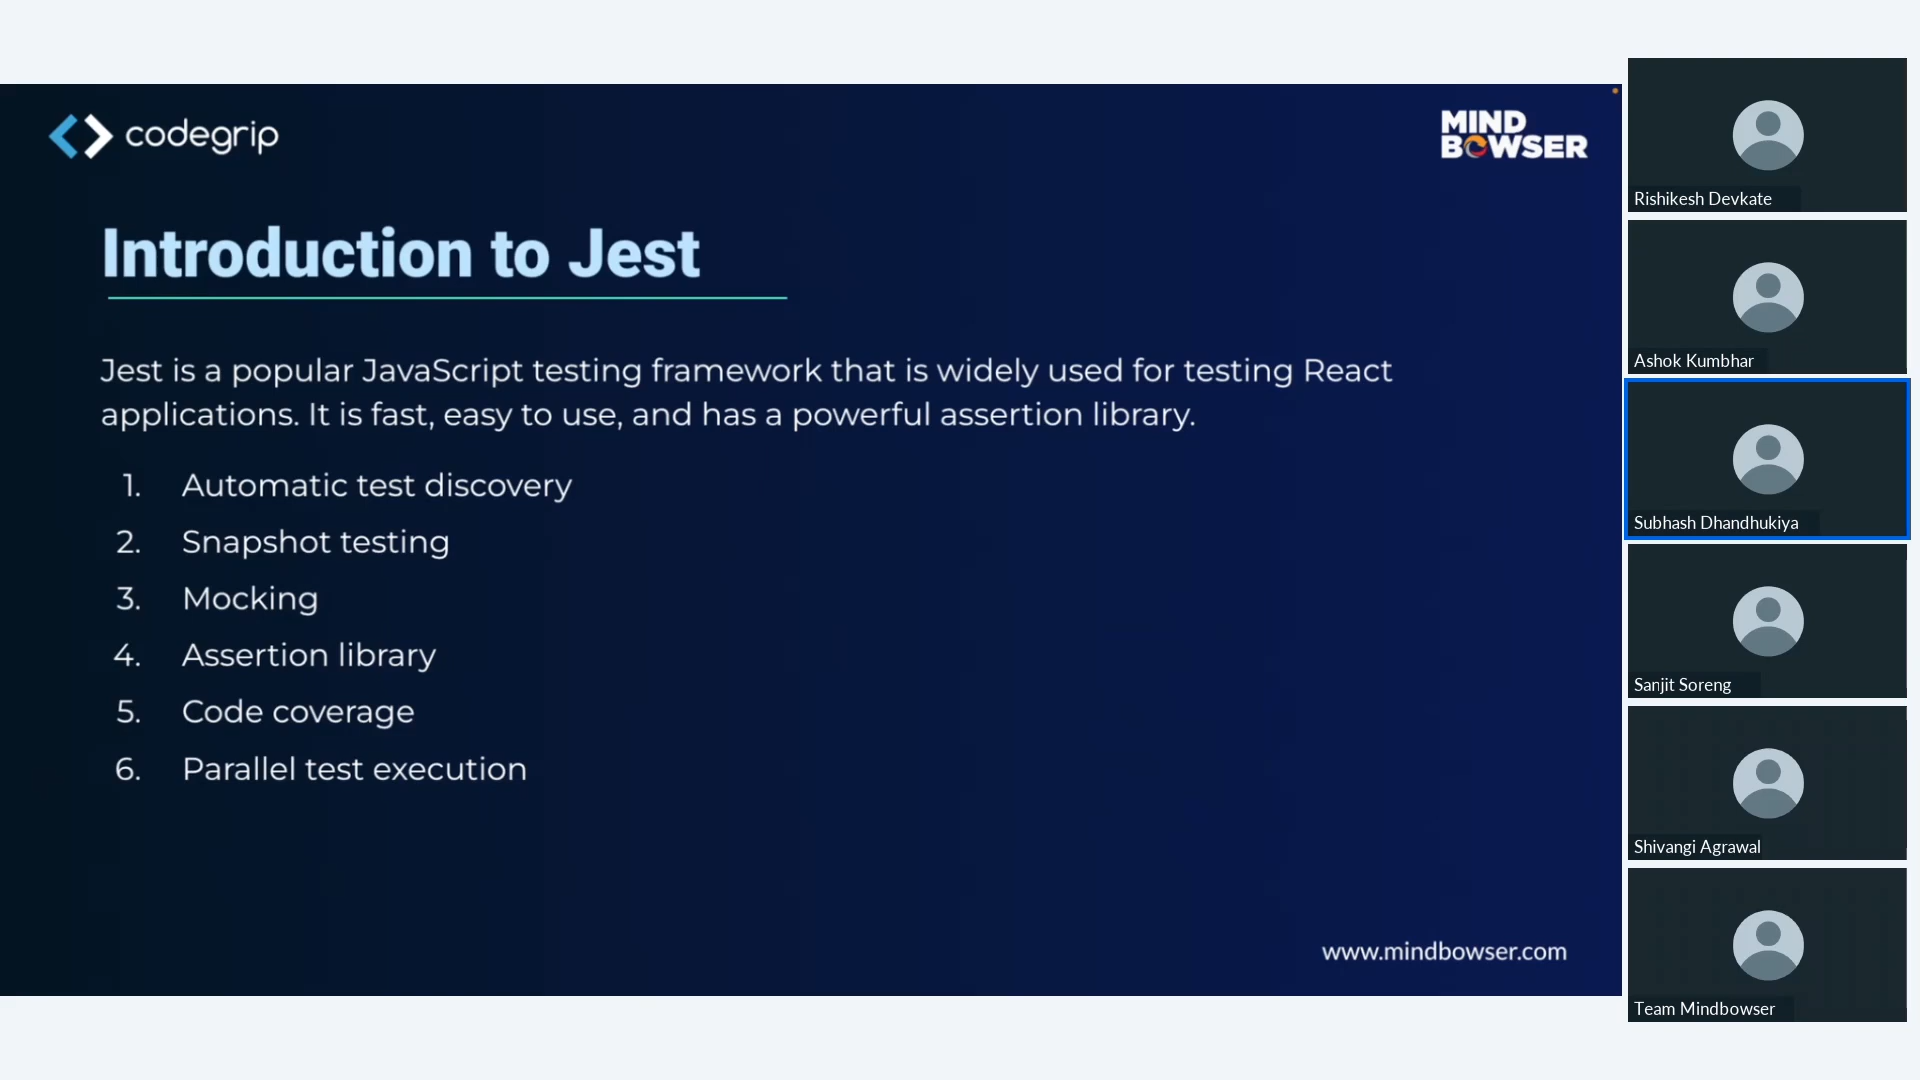 codegrip
MIND
BOWSER
Introduction to Jest
Jest is a popular JavaScript testing framework that is widely used for testing React
applications. It is fast, easy to use, and has a powerful assertion library.
1. Automatic test discovery
2. Snapshot testing
3. Mocking
4. Assertion library
5. Code coverage
6. Parallel test execution
www.mindbowser.com
Rishikesh Devkate
Ashok Kumbhar
Subhash Dhandhukiya
Sanjit Soreng
Shivangi Agrawal
Team Mindbowser